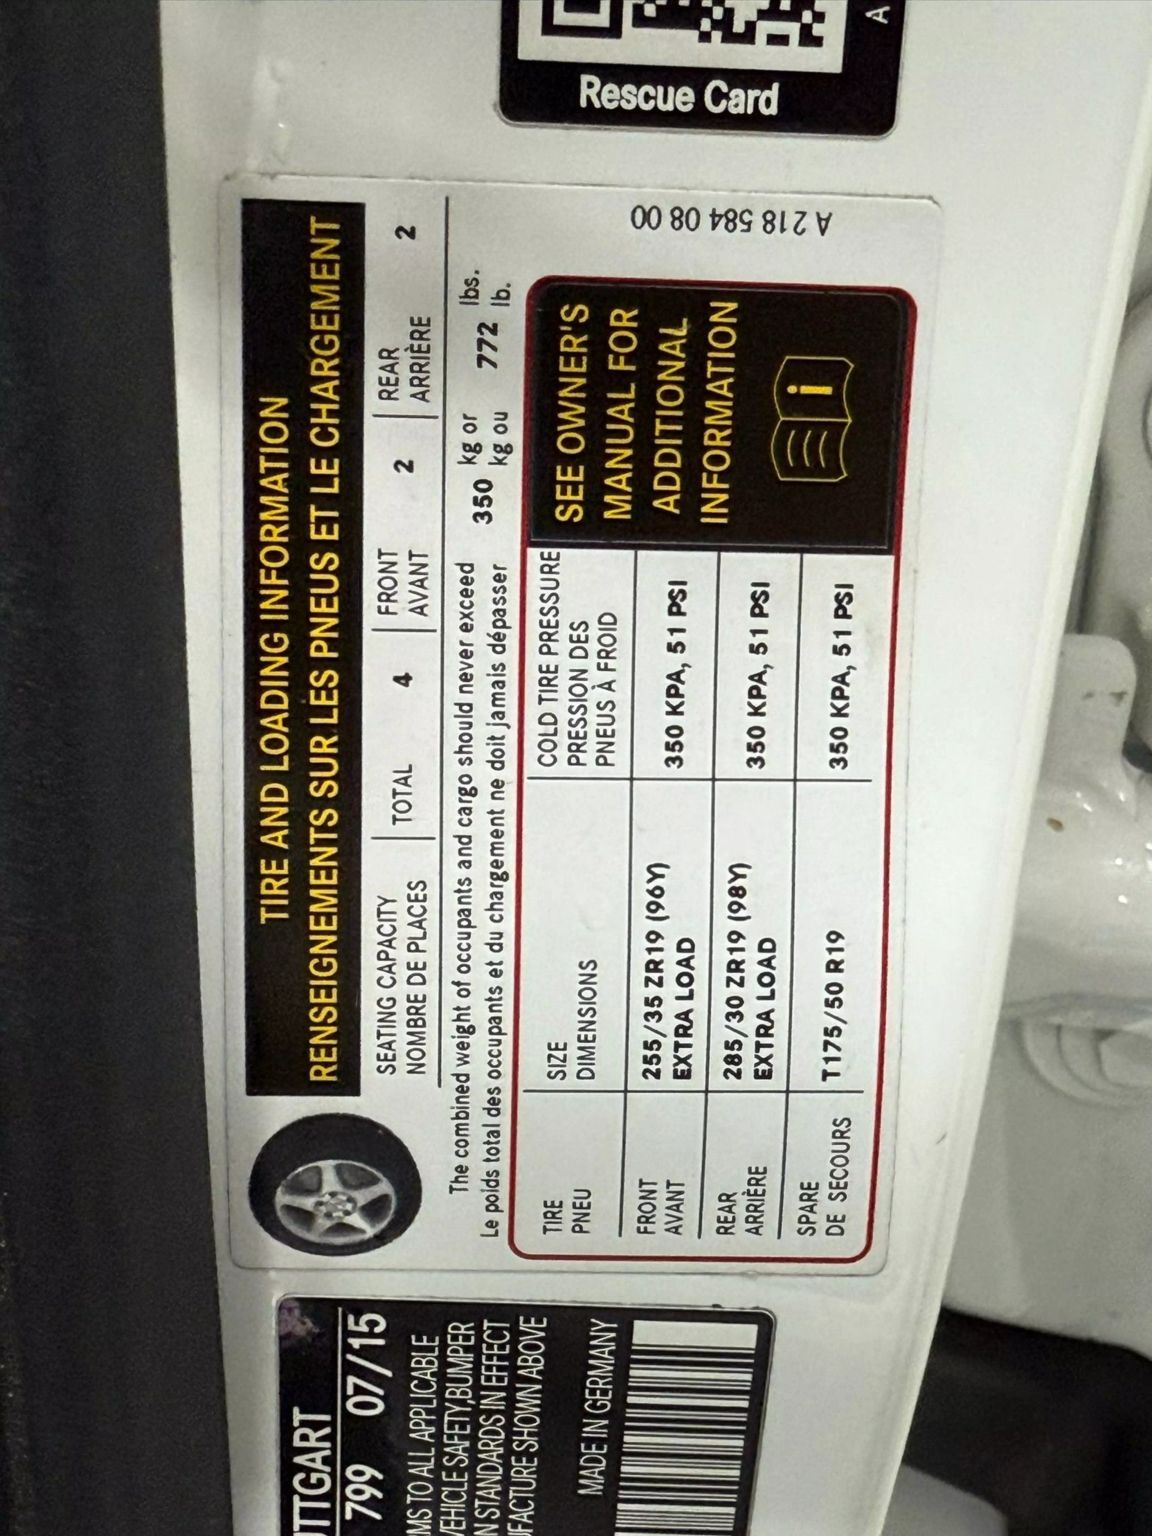 TIRE AND LOADING INFORMATION
RENSEIGNEMENTS SUR LES PNEUS ET LE CHARGEMENT
SEATING CAPACITY
NOMBRE DE PLACES
TOTAL 4
FRONT
AVANT
2
REAR
ARRIÈRE
2
The combined weight of occupants and cargo should never exceed 350 kg or 772 lbs.
Le poids total des occupants et du chargement ne doit jamais dépasser kg ou lb.
TIRE
PNEU
SIZE
DIMENSIONS
COLD TIRE PRESSURE
PRESSION DES
PNEUS À FROID
FRONT
AVANT
255/35 ZR19 (96Y)
EXTRA LOAD
350 KPA, 51 PSI
REAR
ARRIÈRE
285/30 ZR19 (98Y)
EXTRA LOAD
350 KPA, 51 PSI
SPARE
DE SECOURS
T175/50 R19
350 KPA, 51 PSI
SEE OWNER'S
MANUAL FOR
ADDITIONAL
INFORMATION
A 218 584 08 00
Rescue Card
A
799 07/15
TO ALL APPLICABLE
SAFETY,BUMPER
STANDARDS IN EFFECT
SHOWN ABOVE
MADE IN GERMANY